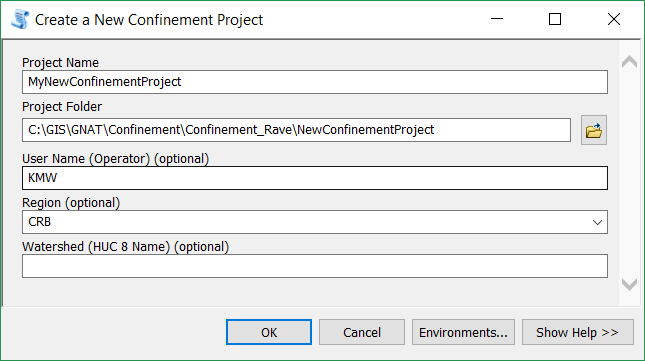 Create a New Confinement Project
Project Name
MyNewConfinementProject
Project Folder
C:\GIS\GNAT\Confinement\Confinement_Rave\NewConfinementProject
User Name (Operator) (optional)
KMW
Region (optional)
CRB
Watershed (HUC 8 Name) (optional)
OK Cancel Environments... Show Help >>